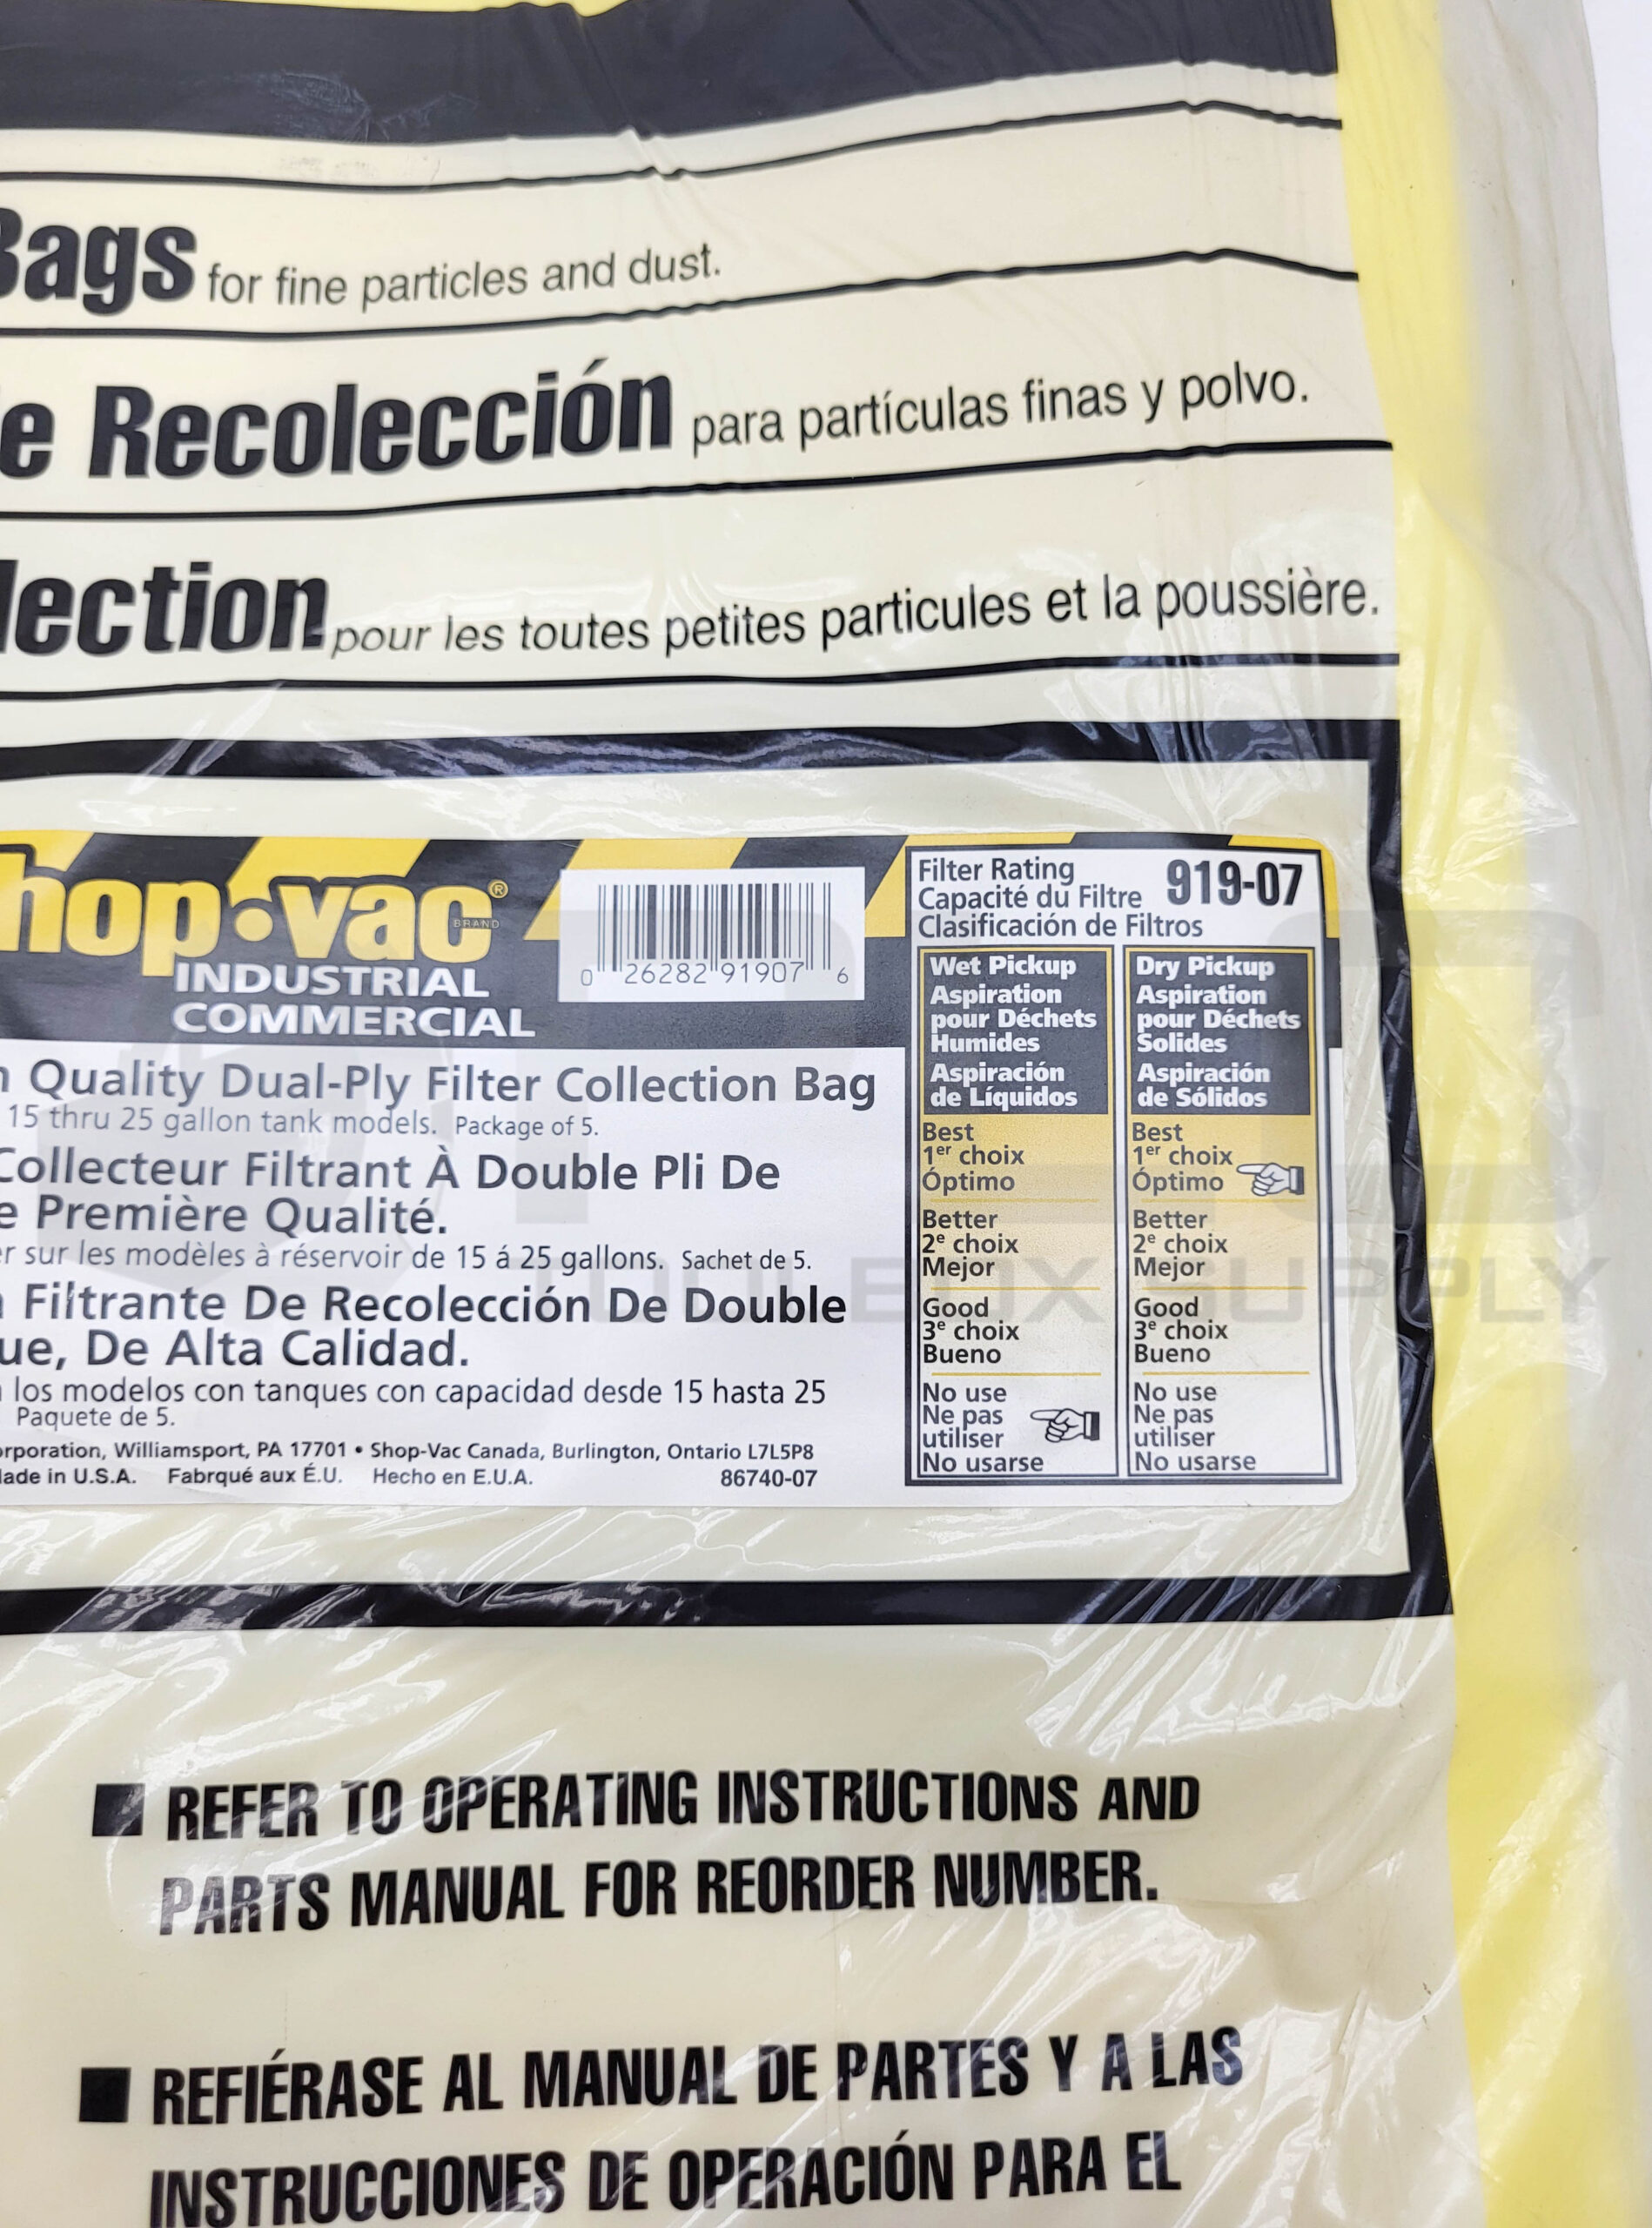 Bags for fine particles and dust.
e Recolección para partículas finas y polvo.
lection pour les toutes petites particules et la poussière.
hop•vac®
BRAND
INDUSTRIAL
COMMERCIAL
0 26282 91907 6
Quality Dual-Ply Filter Collection Bag
15 thru 25 gallon tank models. Package of 5.
Collecteur Filtrant À Double Pli De
e Première Qualité.
er sur les modèles à réservoir de 15 á 25 gallons. Sachet de 5.
Filtrante De Recolección De Double
ue, De Alta Calidad.
los modelos con tanques con capacidad desde 15 hasta 25
Paquete de 5.
orporation, Williamsport, PA 17701 • Shop-Vac Canada, Burlington, Ontario L7L5P8
ade in U.S.A. Fabrqué aux É.U. Hecho en E.U.A. 86740-07
Filter Rating 919-07
Capacité du Filtre
Clasificación de Filtros
Wet Pickup
Aspiration
pour Déchets
Humides
Aspiración
de Líquidos
Best
1er choix
Óptimo
Better
2e choix
Mejor
Good
3e choix
Bueno
No use
Ne pas
utiliser
No usarse
Dry Pickup
Aspiration
pour Déchets
Solides
Aspiración
de Sólidos
Best
1er choix
Óptimo
Better
2e choix
Mejor
Good
3e choix
Bueno
No use
Ne pas
utiliser
No usarse
■ REFER TO OPERATING INSTRUCTIONS AND
PARTS MANUAL FOR REORDER NUMBER.
■ REFIÉRASE AL MANUAL DE PARTES Y A LAS
INSTRUCCIONES DE OPERACIÓN PARA EL
TOOLBOX SUPPLY